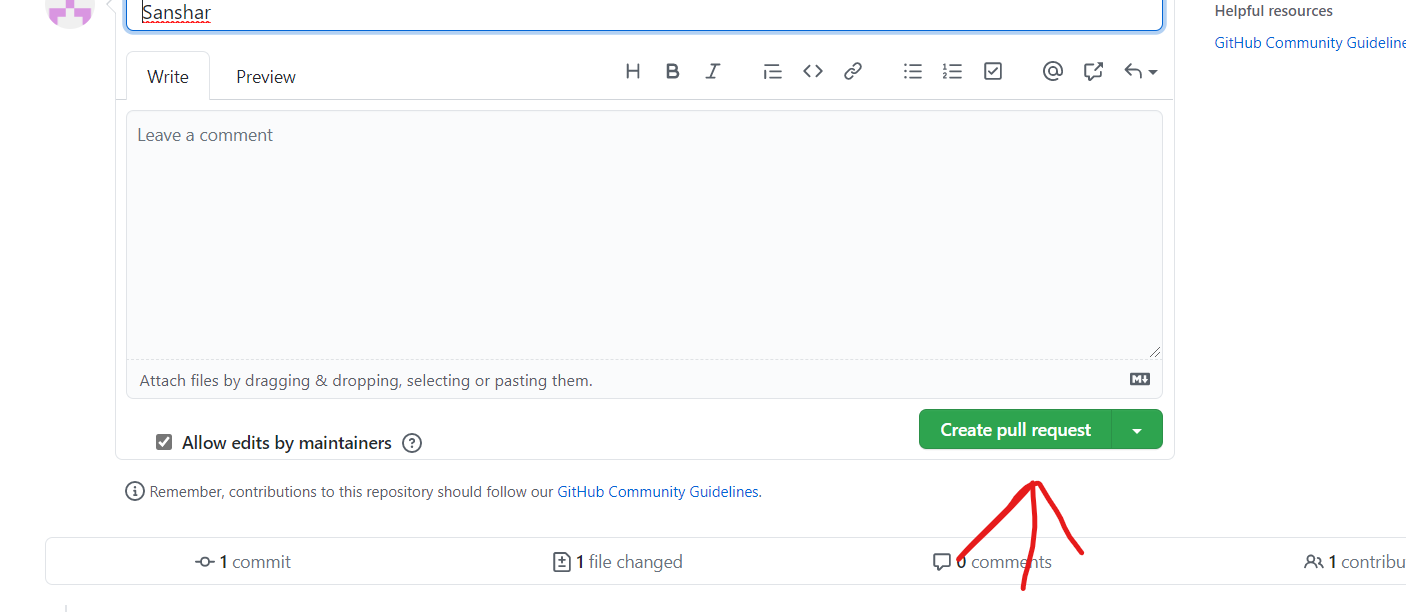 Sanshar
Helpful resources
GitHub Community Guideline
Write Preview
Leave a comment
Attach files by dragging & dropping, selecting or pasting them.
Allow edits by maintainers
Create pull request
Remember, contributions to this repository should follow our GitHub Community Guidelines.
1 commit 1 file changed 0 comments 1 contribu